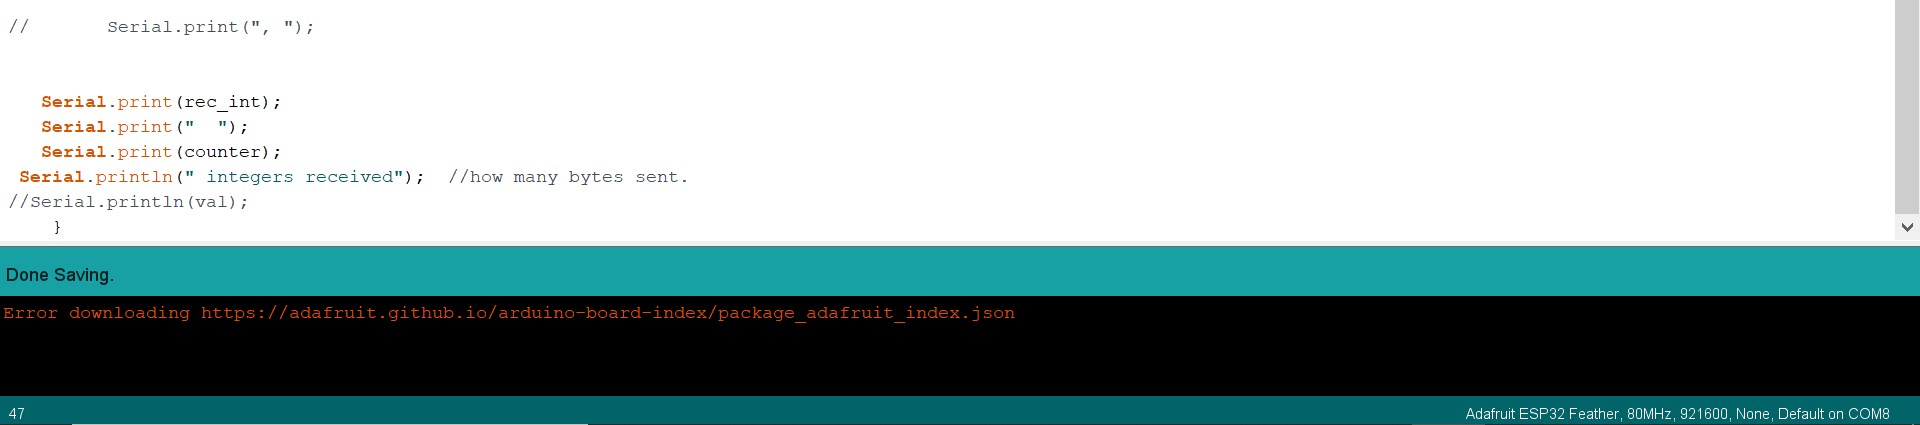 //       Serial.print(", ");
   Serial.print(rec_int);
   Serial.print("  ");
   Serial.print(counter);
 Serial.println(" integers received");  //how many bytes sent.
//Serial.println(val);
    }
Done Saving.
Error downloading https://adafruit.github.io/arduino-board-index/package_adafruit_index.json
47
Adafruit ESP32 Feather, 80MHz, 921600, None, Default on COM8